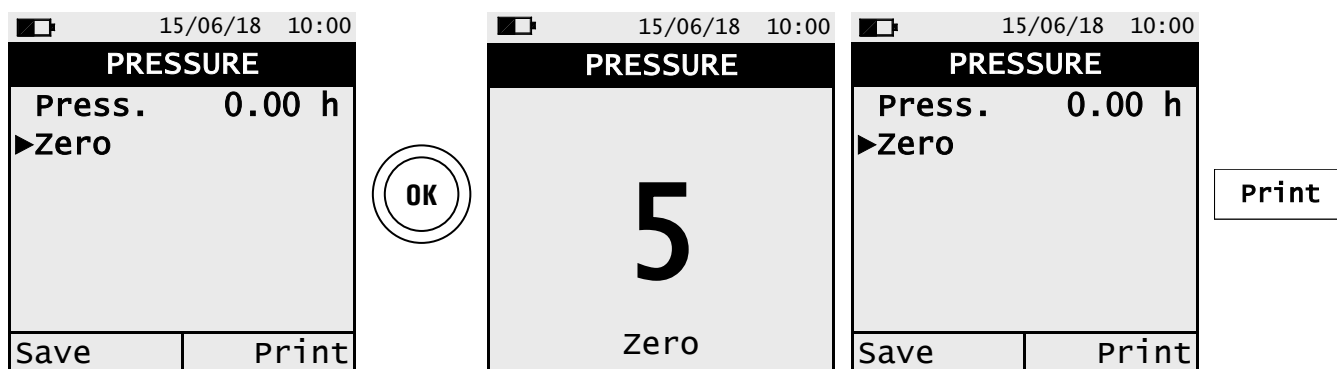 15/06/18 10:00
PRESSURE
Press. 0.00 h
►Zero
Save Print
OK
15/06/18 10:00
PRESSURE
5
Zero
15/06/18 10:00
PRESSURE
Press. 0.00 h
►Zero
Save Print
Print